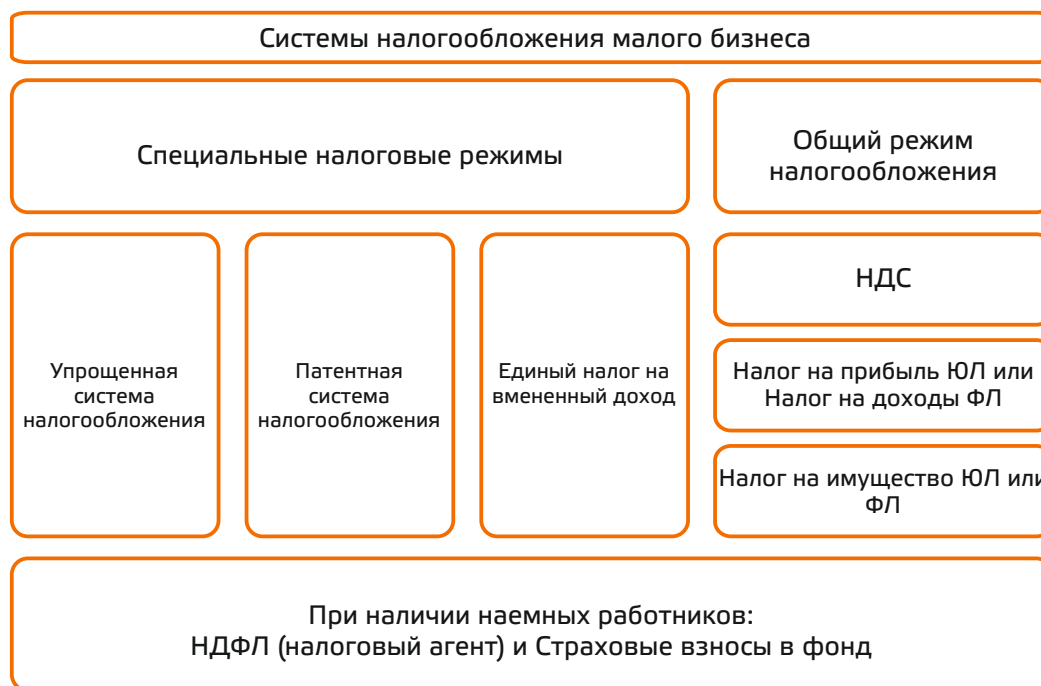 Системы налогообложения малого бизнеса
Специальные налоговые режимы
Общий режим
налогообложения
Упрощенная
система
налогообложения
Патентная
система
налогообложения
Единый налог на
вмененный доход
НДС
Налог на прибыль ЮЛ или
Налог на доходы ФЛ
Налог на имущество ЮЛ или
ФЛ
При наличии наемных работников:
НДФЛ (налоговый агент) и Страховые взносы в фонд